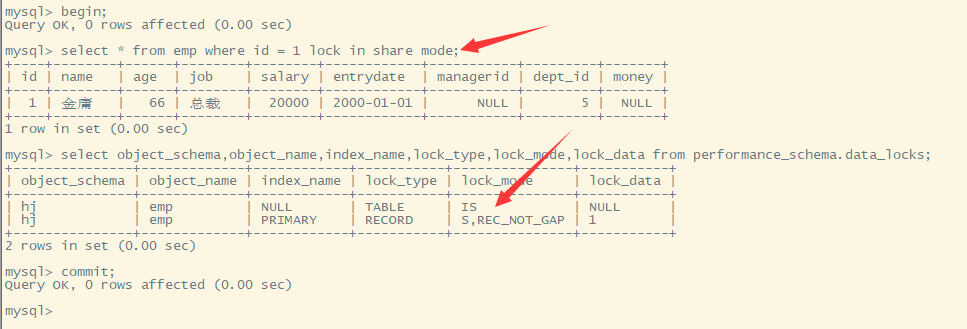 mysql> begin;
Query OK, 0 rows affected (0.00 sec)
mysql> select * from emp where id = 1 lock in share mode;
+----+--------+-----+--------+--------+------------+-----------+---------+-------+
| id | name | age | job | salary | entrydate | managerid | dept_id | money |
+----+--------+-----+--------+--------+------------+-----------+---------+-------+
| 1 | 金庸 | 66 | 总裁 | 20000 | 2000-01-01 | NULL | 5 | NULL |
+----+--------+-----+--------+--------+------------+-----------+---------+-------+
1 row in set (0.00 sec)
mysql> select object_schema,object_name,index_name,lock_type,lock_mode,lock_data from performance_schema.data_locks;
+---------------+-------------+------------+-----------+---------------+-----------+
| object_schema | object_name | index_name | lock_type | lock_mode | lock_data |
+---------------+-------------+------------+-----------+---------------+-----------+
| hj | emp | NULL | TABLE | IS | NULL |
| hj | emp | PRIMARY | RECORD | S,REC_NOT_GAP | 1 |
+---------------+-------------+------------+-----------+---------------+-----------+
2 rows in set (0.00 sec)
mysql> commit;
Query OK, 0 rows affected (0.00 sec)
mysql>